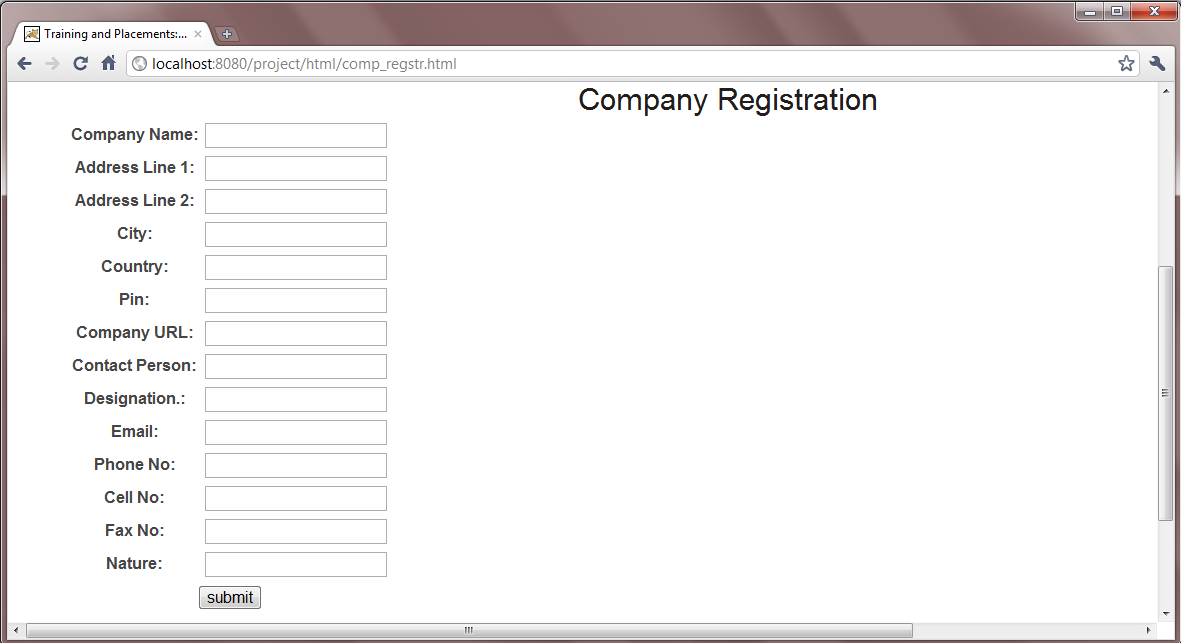 Training and Placements:...
localhost:8080/project/html/comp_regstr.html
Company Registration
Company Name:
Address Line 1:
Address Line 2:
City:
Country:
Pin:
Company URL:
Contact Person:
Designation.:
Email:
Phone No:
Cell No:
Fax No:
Nature:
submit